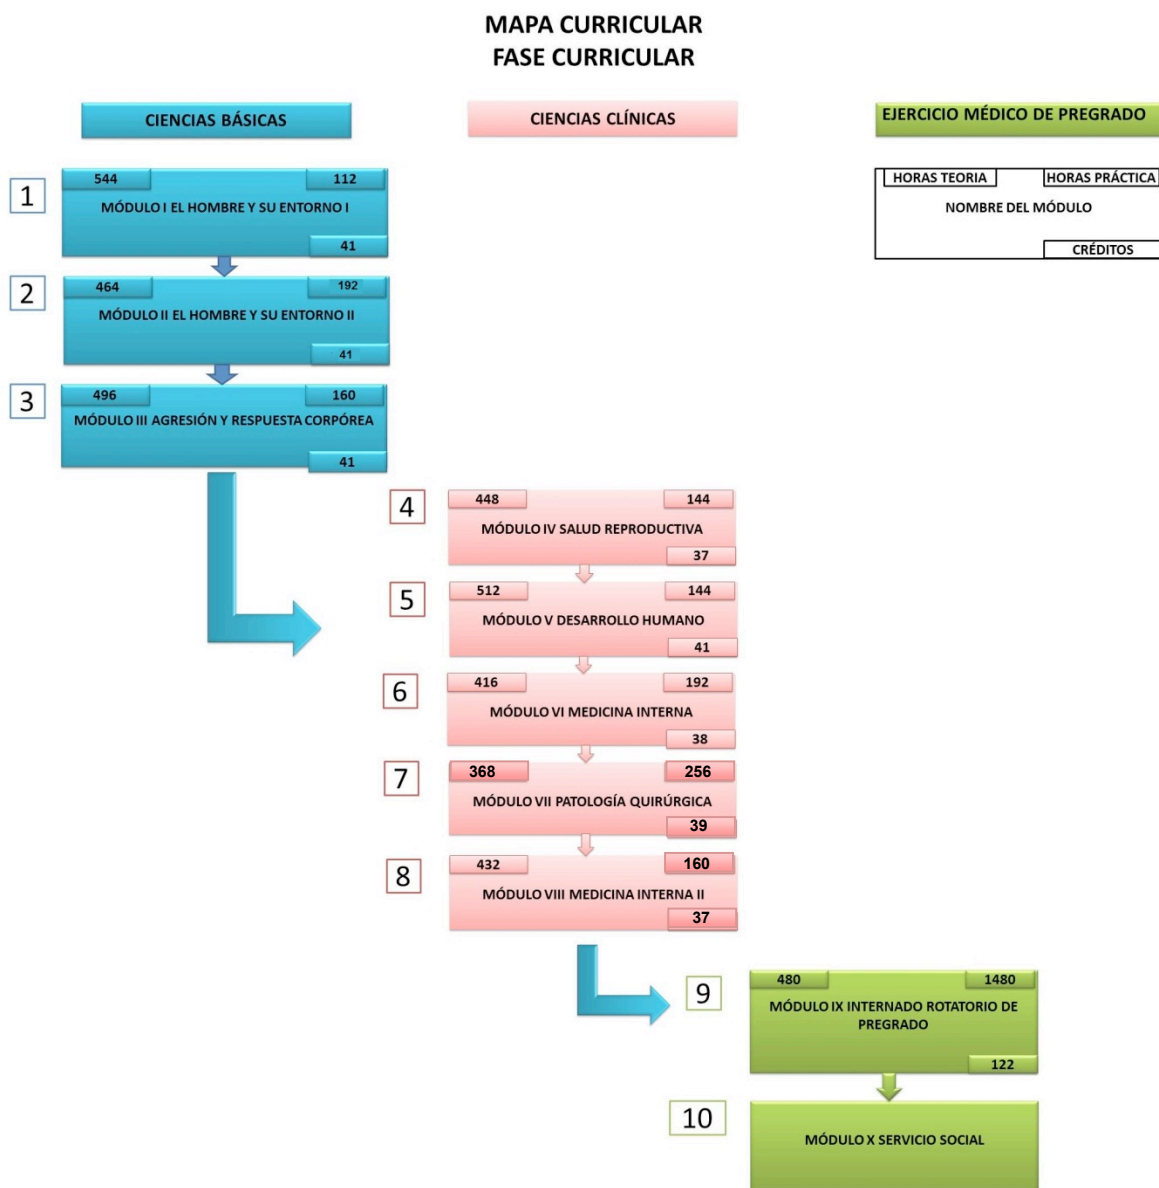 MAPA CURRICULAR
FASE CURRICULAR
CIENCIAS BÁSICAS
CIENCIAS CLÍNICAS
EJERCICIO MÉDICO DE PREGRADO
HORAS TEORIA
HORAS PRÁCTICA
NOMBRE DEL MÓDULO
CRÉDITOS
1
544
112
MÓDULO I EL HOMBRE Y SU ENTORNO I
41
2
464
192
MÓDULO II EL HOMBRE Y SU ENTORNO II
41
3
496
160
MÓDULO III AGRESIÓN Y RESPUESTA CORPÓREA
41
4
448
144
MÓDULO IV SALUD REPRODUCTIVA
37
5
512
144
MÓDULO V DESARROLLO HUMANO
41
6
416
192
MÓDULO VI MEDICINA INTERNA
38
7
368
256
MÓDULO VII PATOLOGÍA QUIRÚRGICA
39
8
432
160
MÓDULO VIII MEDICINA INTERNA II
37
9
480
1480
MÓDULO IX INTERNADO ROTATORIO DE
PREGRADO
122
10
MÓDULO X SERVICIO SOCIAL